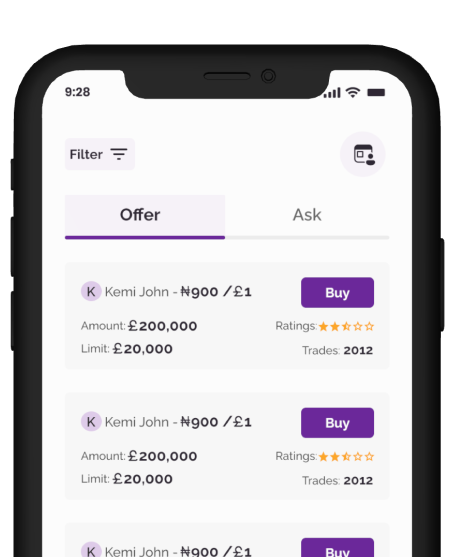 9:28
Filter
Offer Ask
K Kemi John - ₦900 /£1 Buy
Amount: £200,000 Ratings:
Limit: £20,000 Trades: 2012
K Kemi John - ₦900 /£1 Buy
Amount: £200,000 Ratings:
Limit: £20,000 Trades: 2012
K Kemi John - ₦900 /£1 Buy